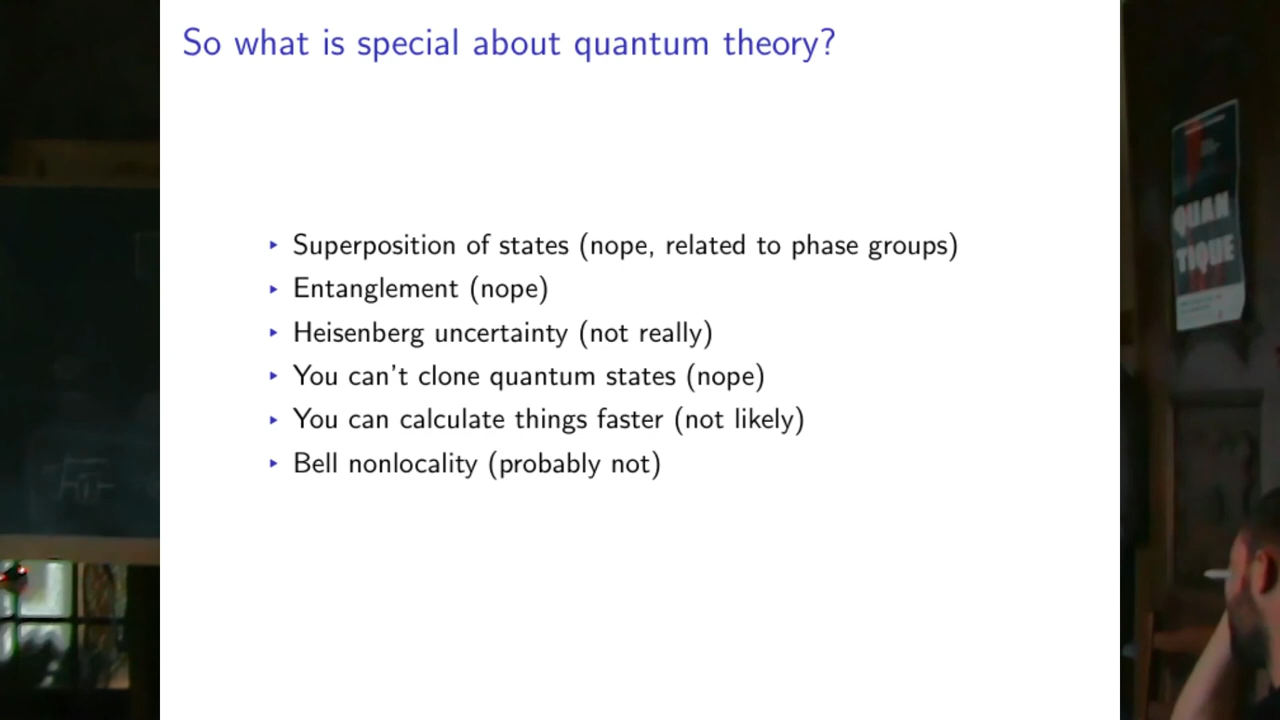 So what is special about quantum theory?
‣ Superposition of states (nope, related to phase groups)
‣ Entanglement (nope)
‣ Heisenberg uncertainty (not really)
‣ You can't clone quantum states (nope)
‣ You can calculate things faster (not likely)
‣ Bell nonlocality (probably not)
QUAN
TIQUE